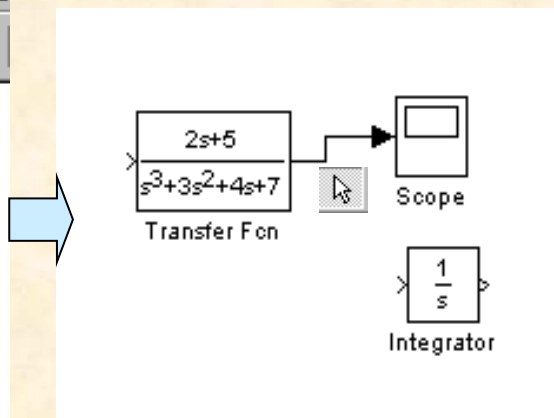 2s+5
s³+3s²+4s+7
Transfer Fcn
Scope
1
s
Integrator